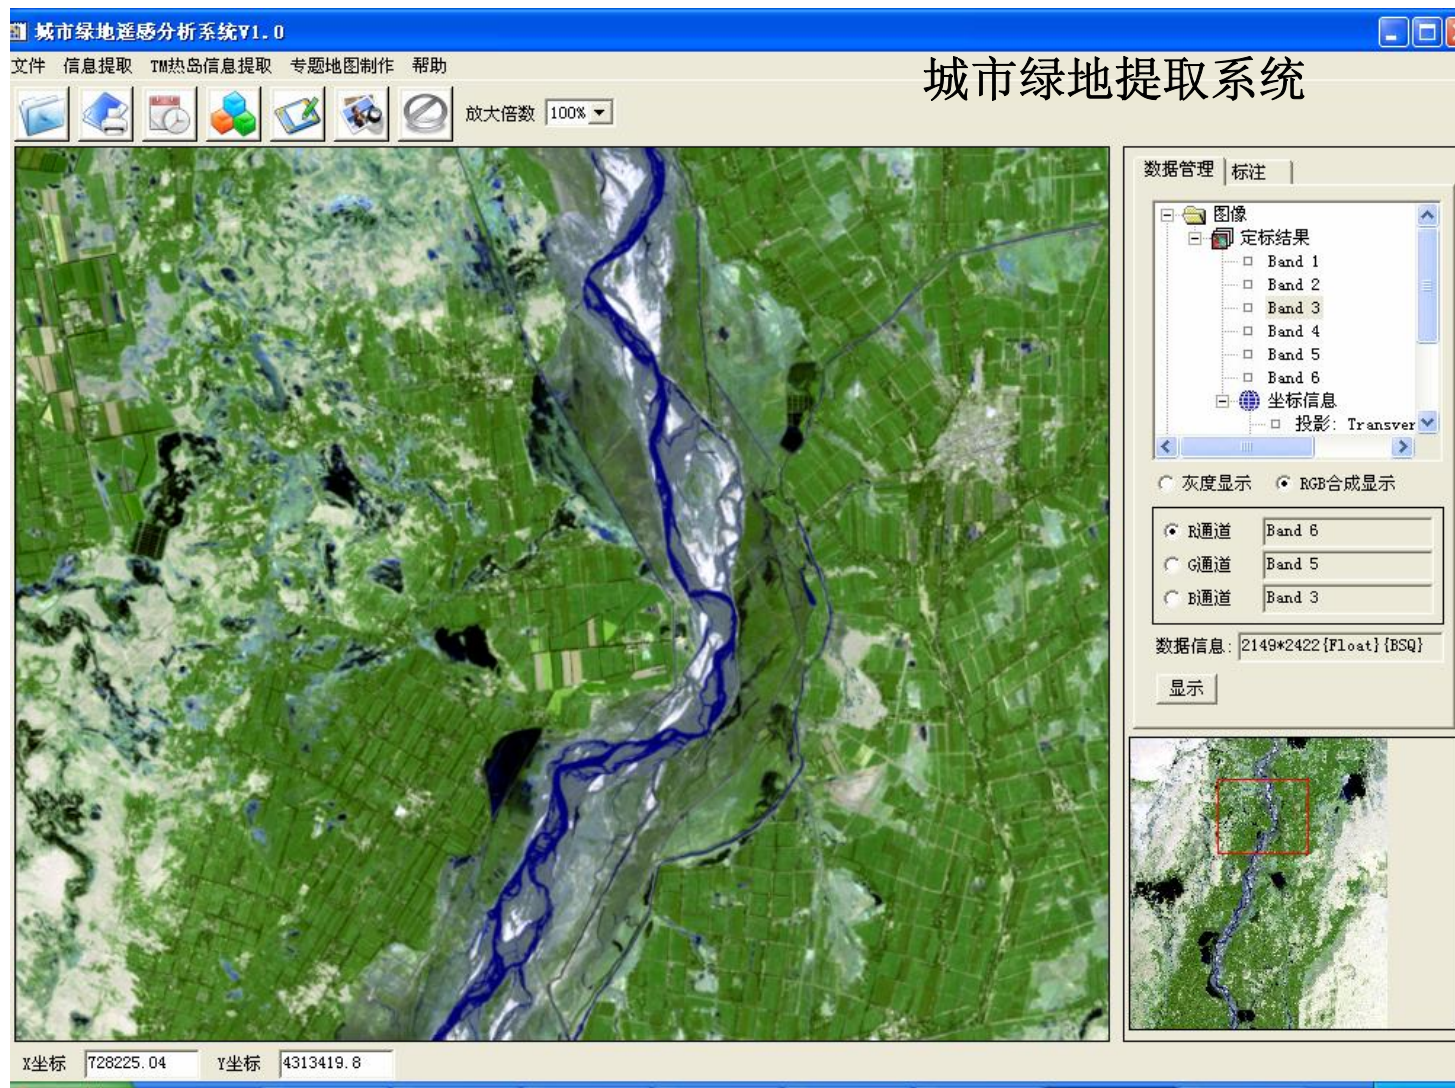 城市绿地遥感分析系统V1.0
文件 信息提取 TM热岛信息提取 专题地图制作 帮助
城市绿地提取系统
放大倍数 100%
数据管理 标注
图像
定标结果
Band 1
Band 2
Band 3
Band 4
Band 5
Band 6
坐标信息
投影: Transver
灰度显示 RGB合成显示
R通道 Band 6
G通道 Band 5
B通道 Band 3
数据信息: 2149*2422{Float}{BSQ}
显示
X坐标 728225.04 Y坐标 4313419.8